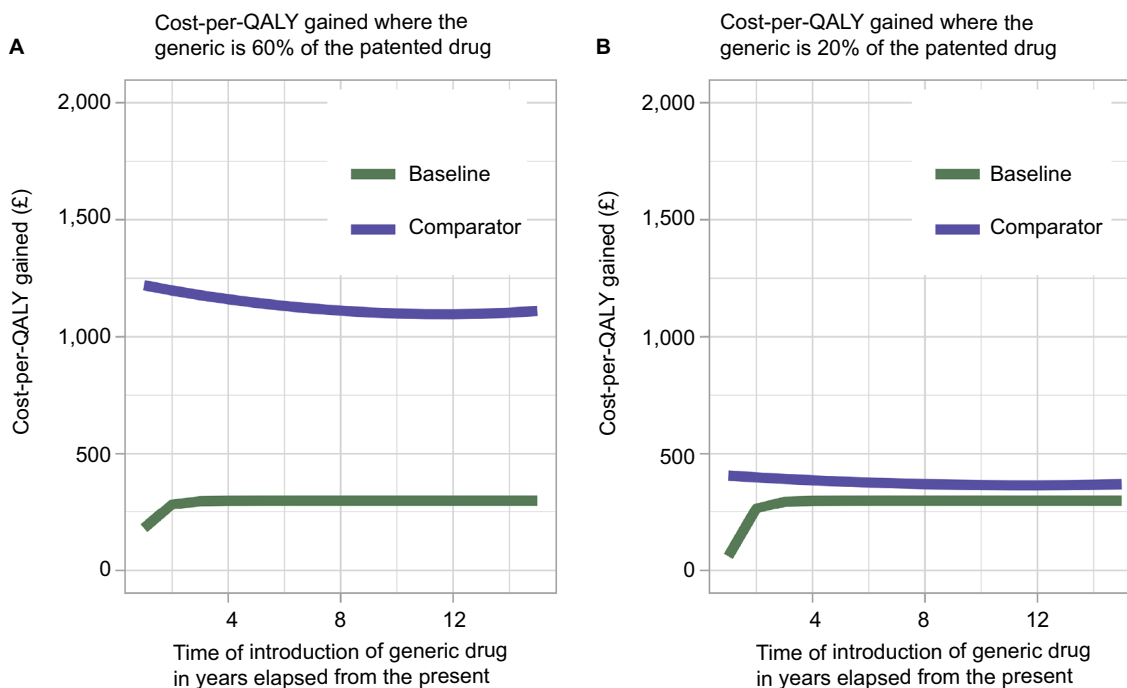 A
Cost-per-QALY gained where the
generic is 60% of the patented drug
Cost-per-QALY gained (£)
2,000
1,500
1,000
500
0
Baseline
Comparator
4 8 12
Time of introduction of generic drug
in years elapsed from the present
B
Cost-per-QALY gained where the
generic is 20% of the patented drug
Cost-per-QALY gained (£)
2,000
1,500
1,000
500
0
Baseline
Comparator
4 8 12
Time of introduction of generic drug
in years elapsed from the present